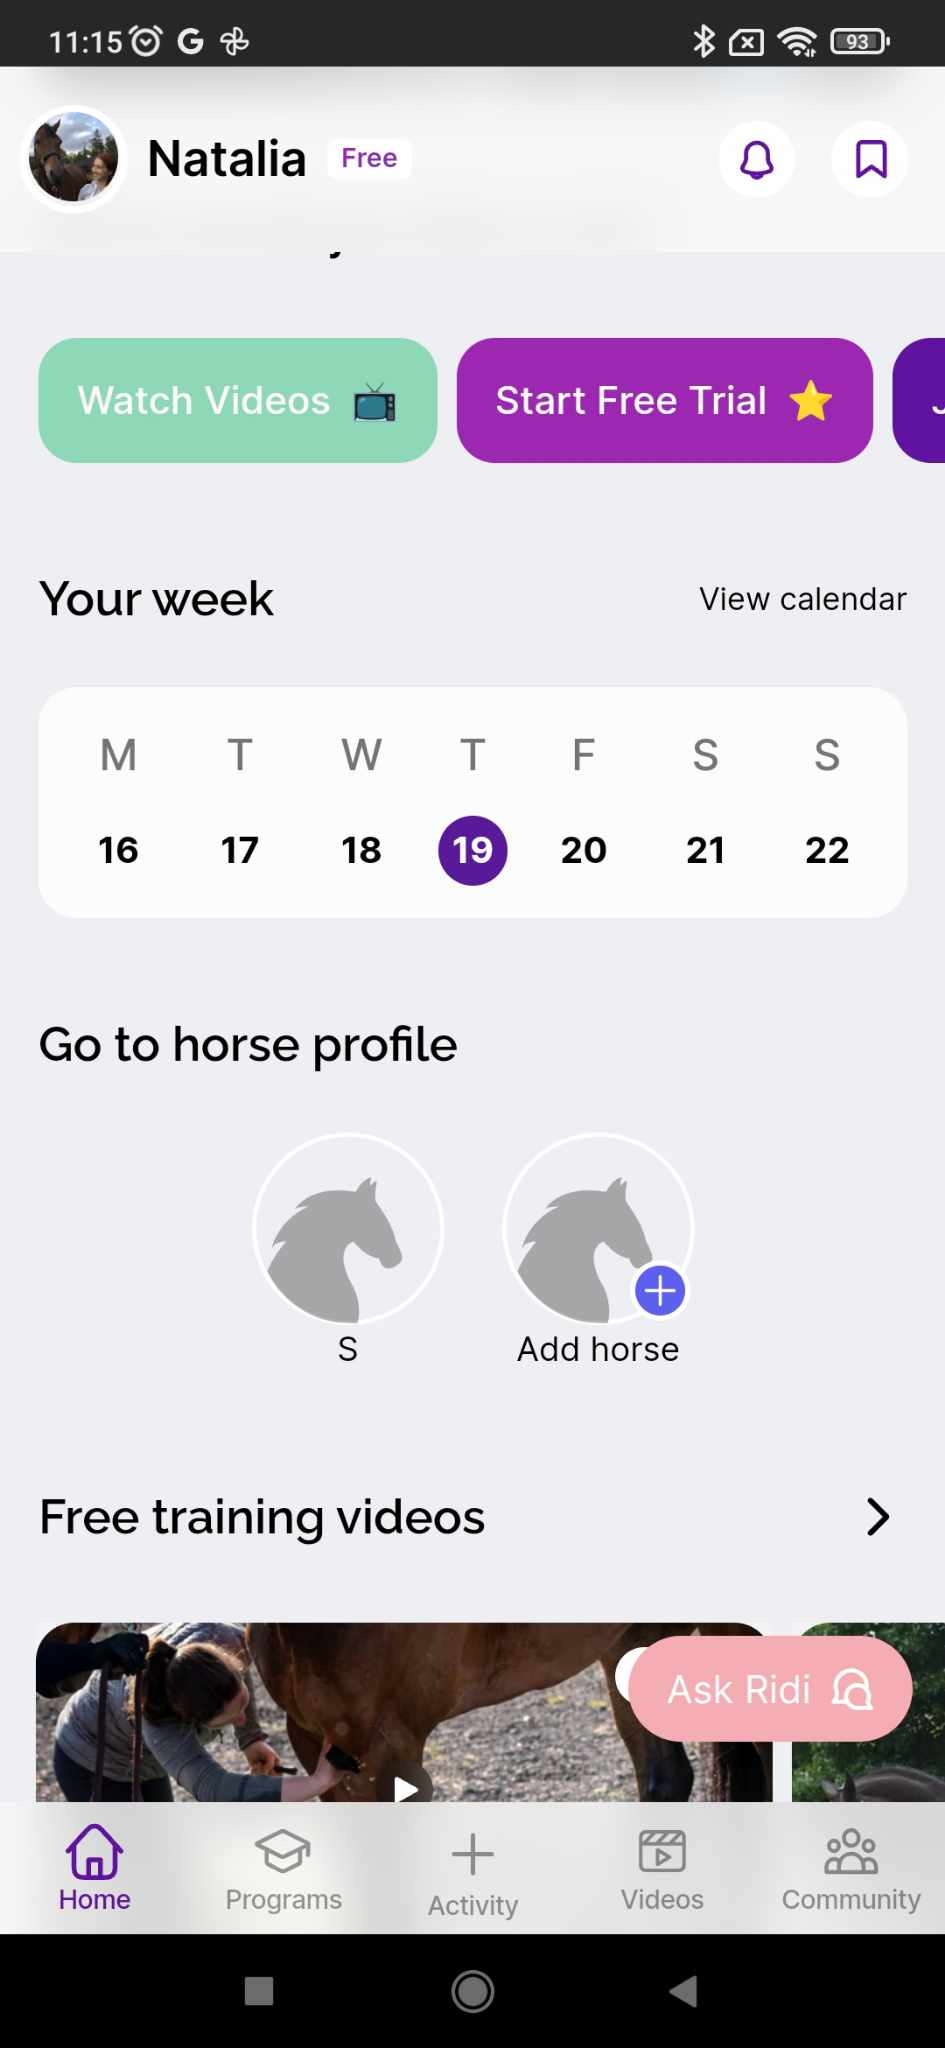 11:15
93
Natalia Free
Watch Videos Start Free Trial J
Your week View calendar
M T W T F S S
16 17 18 19 20 21 22
Go to horse profile
S Add horse
Free training videos
Ask Ridi
Home Programs Activity Videos Community